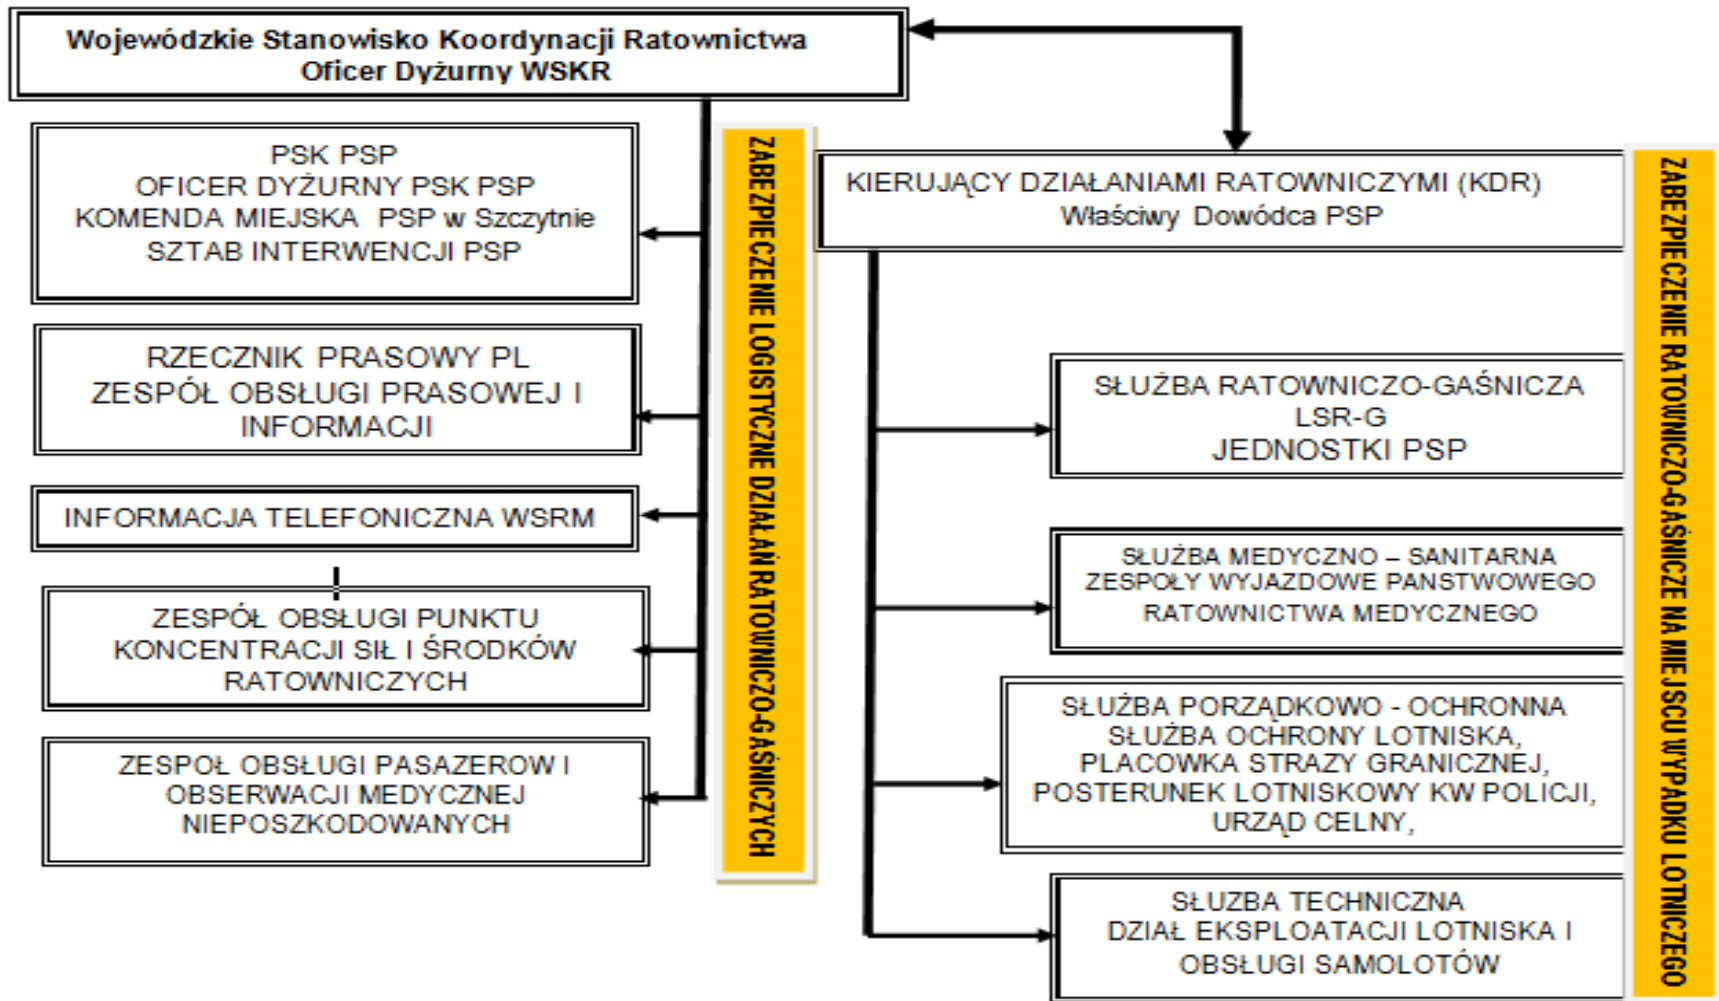 Wojewódzkie Stanowisko Koordynacji Ratownictwa
Oficer Dyżurny WSKR
PSK PSP
OFICER DYŻURNY PSK PSP
KOMENDA MIEJSKA PSP w Szczytnie
SZTAB INTERWENCJI PSP
RZECZNIK PRASOWY PL
ZESPÓŁ OBSŁUGI PRASOWEJ I
INFORMACJI
INFORMACJA TELEFONICZNA WSRM
ZESPÓŁ OBSŁUGI PUNKTU
KONCENTRACJI SIŁ I ŚRODKÓW
RATOWNICZYCH
ZESPOŁ OBSŁUGI PASAZEROW I
OBSERWACJI MEDYCZNEJ
NIEPOSZKODOWANYCH
ZABEZPIECZENIE LOGISTYCZNE DZIAŁAŃ RATOWNICZO-GAŚNICZYCH
KIERUJĄCY DZIAŁANIAMI RATOWNICZYMI (KDR)
Właściwy Dowódca PSP
SŁUŻBA RATOWNICZO-GAŚNICZA
LSR-G
JEDNOSTKI PSP
SŁUŻBA MEDYCZNO – SANITARNA
ZESPOŁY WYJAZDOWE PANSTWOWEGO
RATOWNICTWA MEDYCZNEGO
SŁUŻBA PORZĄDKOWO - OCHRONNA
SŁUŻBA OCHRONY LOTNISKA,
PLACOWKA STRAZY GRANICZNEJ,
POSTERUNEK LOTNISKOWY KW POLICJI,
URZĄD CELNY,
SŁUZBA TECHNICZNA
DZIAŁ EKSPLOATACJI LOTNISKA I
OBSŁUGI SAMOLOTÓW
ZABEZPIECZENIE RATOWNICZO-GAŚNICZE NA MIEJSCU WYPADKU LOTNICZEGO